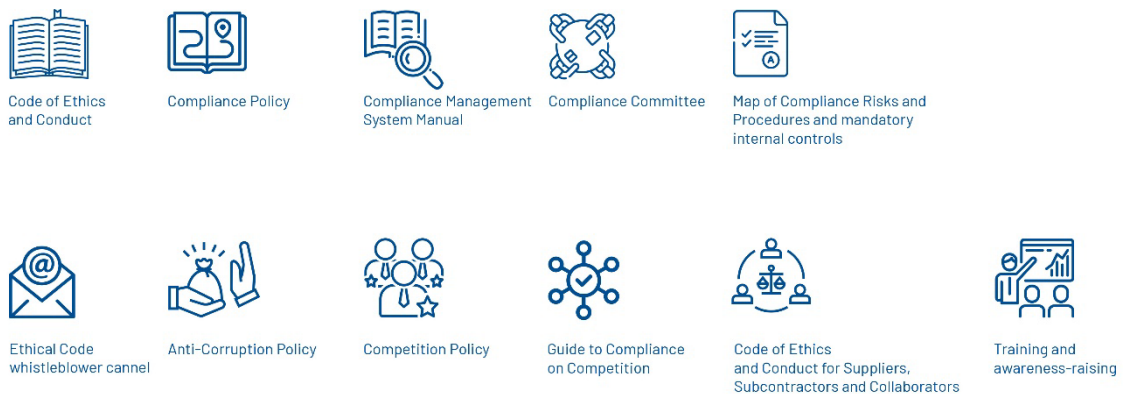 Code of Ethics
and Conduct
Compliance Policy
Compliance Management
System Manual
Compliance Committee
Map of Compliance Risks and
Procedures and mandatory
internal controls
A
@
Ethical Code
whistleblower cannel
Anti-Corruption Policy
Competition Policy
Guide to Compliance
on Competition
Code of Ethics
and Conduct for Suppliers,
Subcontractors and Collaborators
Training and
awareness-raising